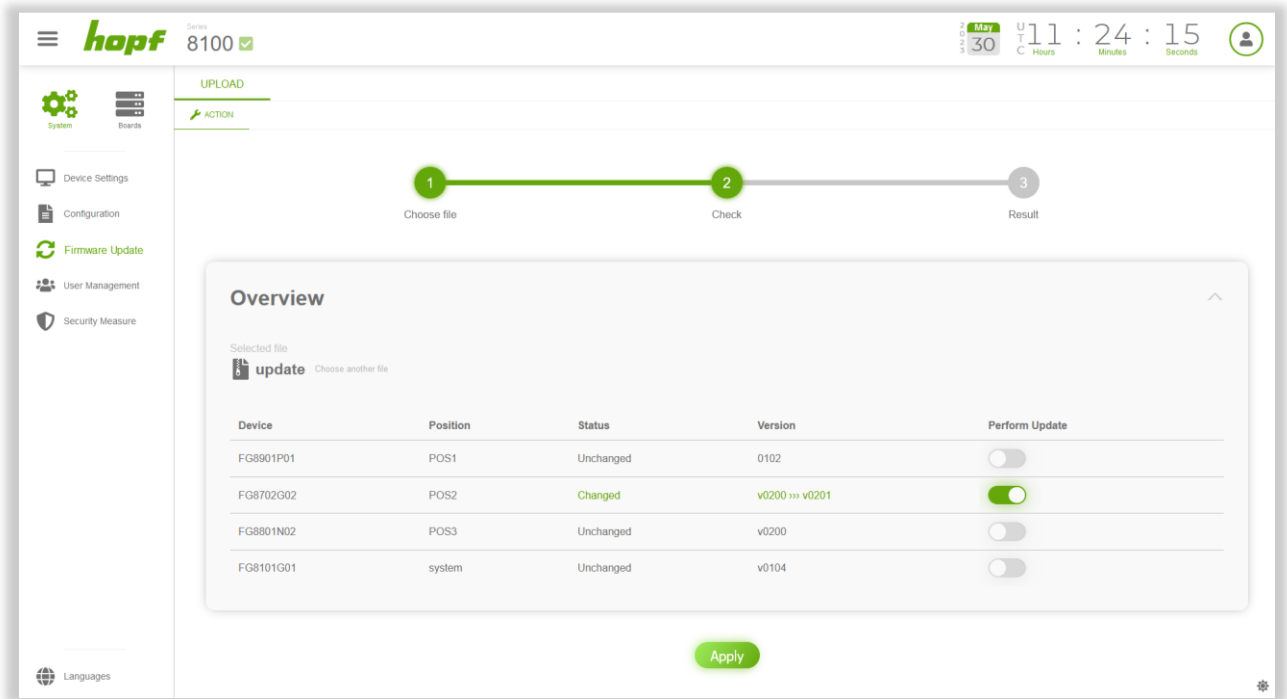 hopf
Series
8100
2023
May
30
UTC
11 : 24 : 15
Hours Minutes Seconds
System
Boards
UPLOAD
ACTION
Device Settings
Configuration
Firmware Update
User Management
Security Measure
1 2 3
Choose file Check Result
Overview
Selected file
update Choose another file
Device Position Status Version Perform Update
FG8901P01 POS1 Unchanged 0102
FG8702G02 POS2 Changed v0200 ››› v0201
FG8801N02 POS3 Unchanged v0200
FG8101G01 system Unchanged v0104
Apply
Languages